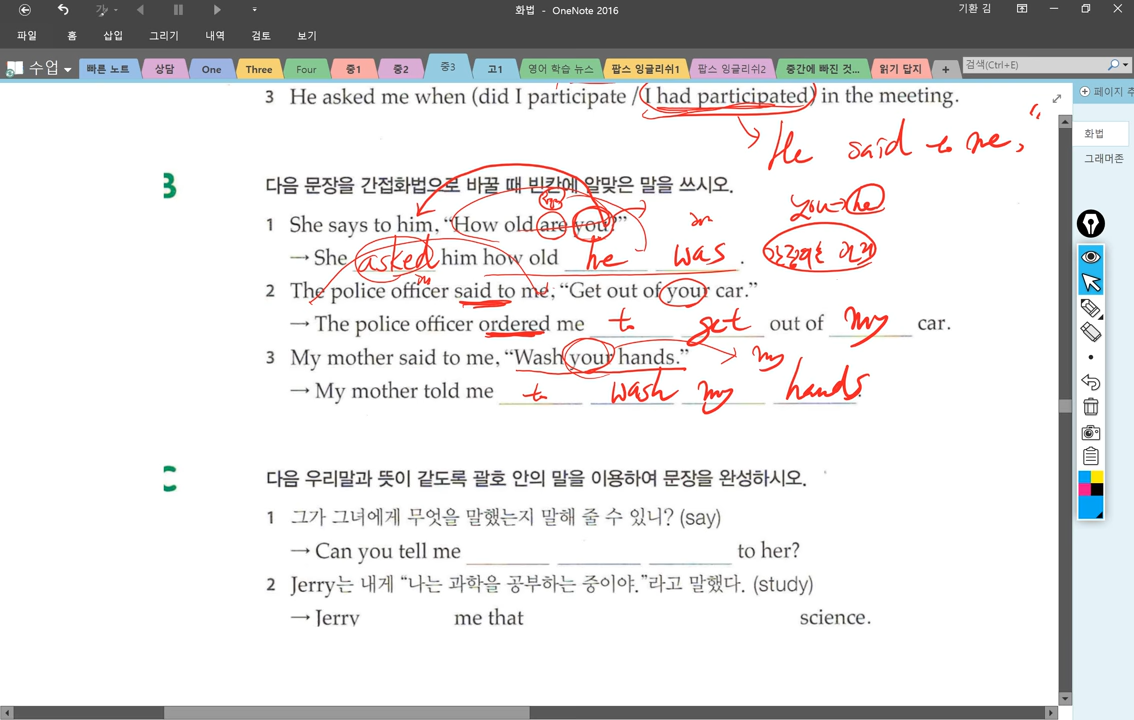 화법 - OneNote 2016
기환 김
파일 홈 삽입 그리기 내역 검토 보기
수업 빠른 노트 상담 One Three Four 중1 중2 중3 고1 영어 학습 뉴스 팝스 잉글리쉬1 팝스 잉글리쉬2 중간에 빠진 것... 읽기 답지 + 검색(Ctrl+E)
페이지 추
화법
그래머존
3 He asked me when (did I participate / I had participated) in the meeting.
He said to me, "
B 다음 문장을 간접화법으로 바꿀 때 빈칸에 알맞은 말을 쓰시오.
you → he
1 She says to him, "How old are you?"
→ She asked him how old he was.
2 The police officer said to me, "Get out of your car."
→ The police officer ordered me to get out of my car.
3 My mother said to me, "Wash your hands." my
→ My mother told me to wash my hands.
C 다음 우리말과 뜻이 같도록 괄호 안의 말을 이용하여 문장을 완성하시오.
1 그가 그녀에게 무엇을 말했는지 말해 줄 수 있니? (say)
→ Can you tell me to her?
2 Jerry는 내게 "나는 과학을 공부하는 중이야."라고 말했다. (study)
→ Jerry me that science.